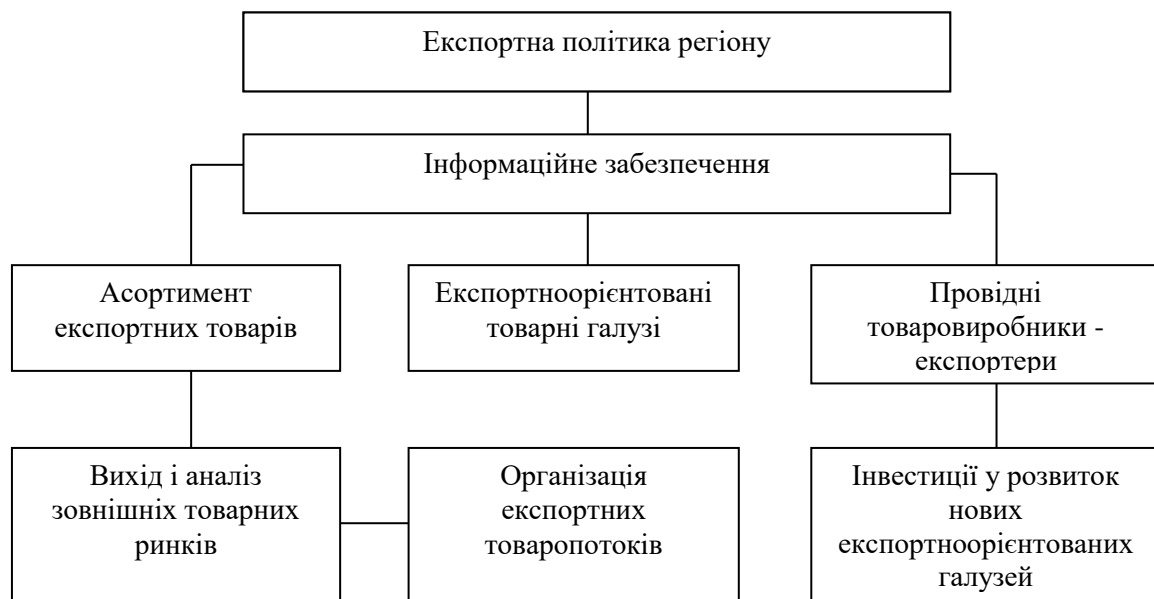 Експортна політика регіону
Інформаційне забезпечення
Асортимент
експортних товарів
Експортноорієнтовані
товарні галузі
Провідні
товаровиробники -
експортери
Вихід і аналіз
зовнішніх товарних
ринків
Організація
експортних
товаропотоків
Інвестиції у розвиток
нових
експортноорієнтованих
галузей